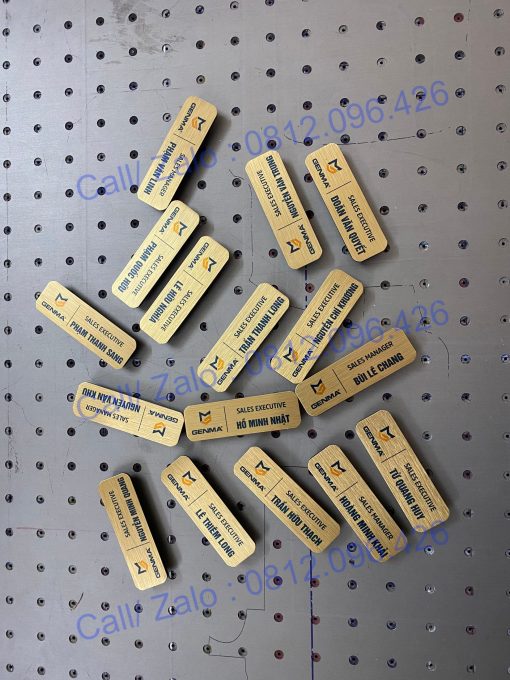 Call/ Zalo : 0812.096.426
GENMA
SALES MANAGER
PHẠM VĂN LINH
GENMA
SALES EXECUTIVE
NGUYỄN VĂN TRUNG
GENMA
SALES EXECUTIVE
ĐOÀN VĂN QUYẾT
GENMA
SALES EXECUTIVE
PHẠM QUỐC
GENMA
SALES EXECUTIVE
LÊ HỮU NGHĨA
GENMA
SALES EXECUTIVE
PHẠM THANH SANG
GENMA
SALES EXECUTIVE
TRẦN THANH LONG
GENMA
SALES EXECUTIVE
NGUYỄN CHÍ KHƯƠNG
Call/ Zalo : 0812.096.426
GENMA
SALES MANAGER
BÙI LÊ CHANG
GENMA
SALES MANAGER
NGUYỄN VĂN KHU
GENMA
SALES EXECUTIVE
HỒ MINH NHẬT
GENMA
SALES EXECUTIVE
NGUYỄN MINH QUANG
GENMA
SALES EXECUTIVE
LÊ THIỆM LONG
GENMA
SALES EXECUTIVE
TRẦN HỮU THẠCH
GENMA
SALES MANAGER
HOÀNG MINH KHẢI
GENMA
SALES EXECUTIVE
TỪ QUANG HUY
Call/ Zalo : 0812.096.426